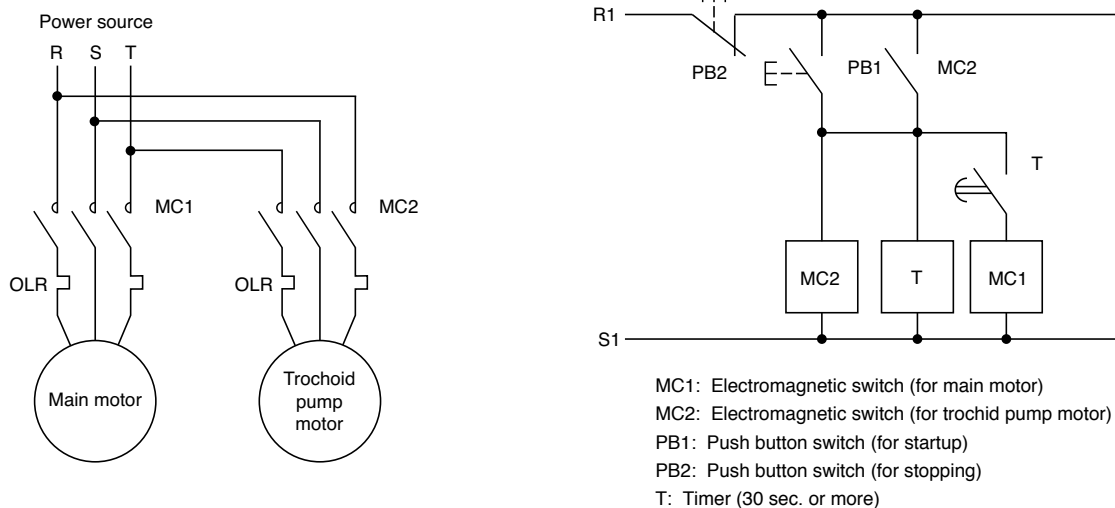 Power source
R S T
MC1
MC2
OLR
OLR
Main motor
Trochoid
pump
motor
R1
PB2
PB1
MC2
T
MC2
T
MC1
S1
MC1: Electromagnetic switch (for main motor)
MC2: Electromagnetic switch (for trochid pump motor)
PB1: Push button switch (for startup)
PB2: Push button switch (for stopping)
T: Timer (30 sec. or more)